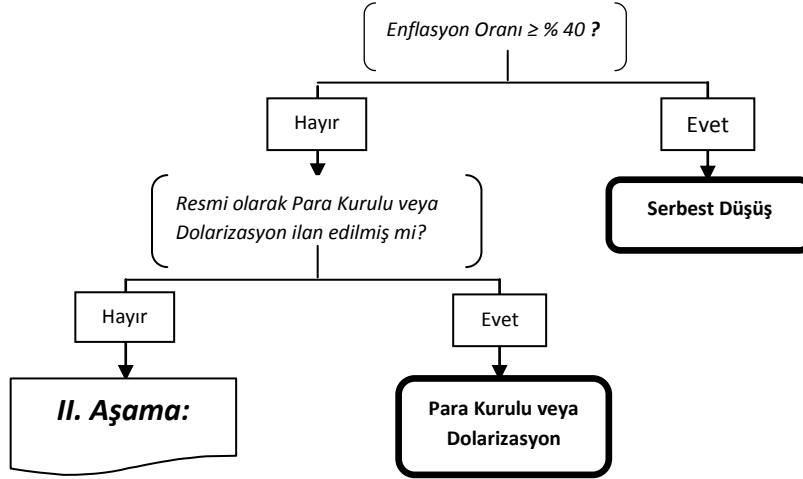 Enflasyon Oranı ≥ % 40 ?
Hayır
Evet
Resmi olarak Para Kurulu veya
Dolarizasyon ilan edilmiş mi?
Serbest Düşüş
Hayır
Evet
II. Aşama:
Para Kurulu veya
Dolarizasyon